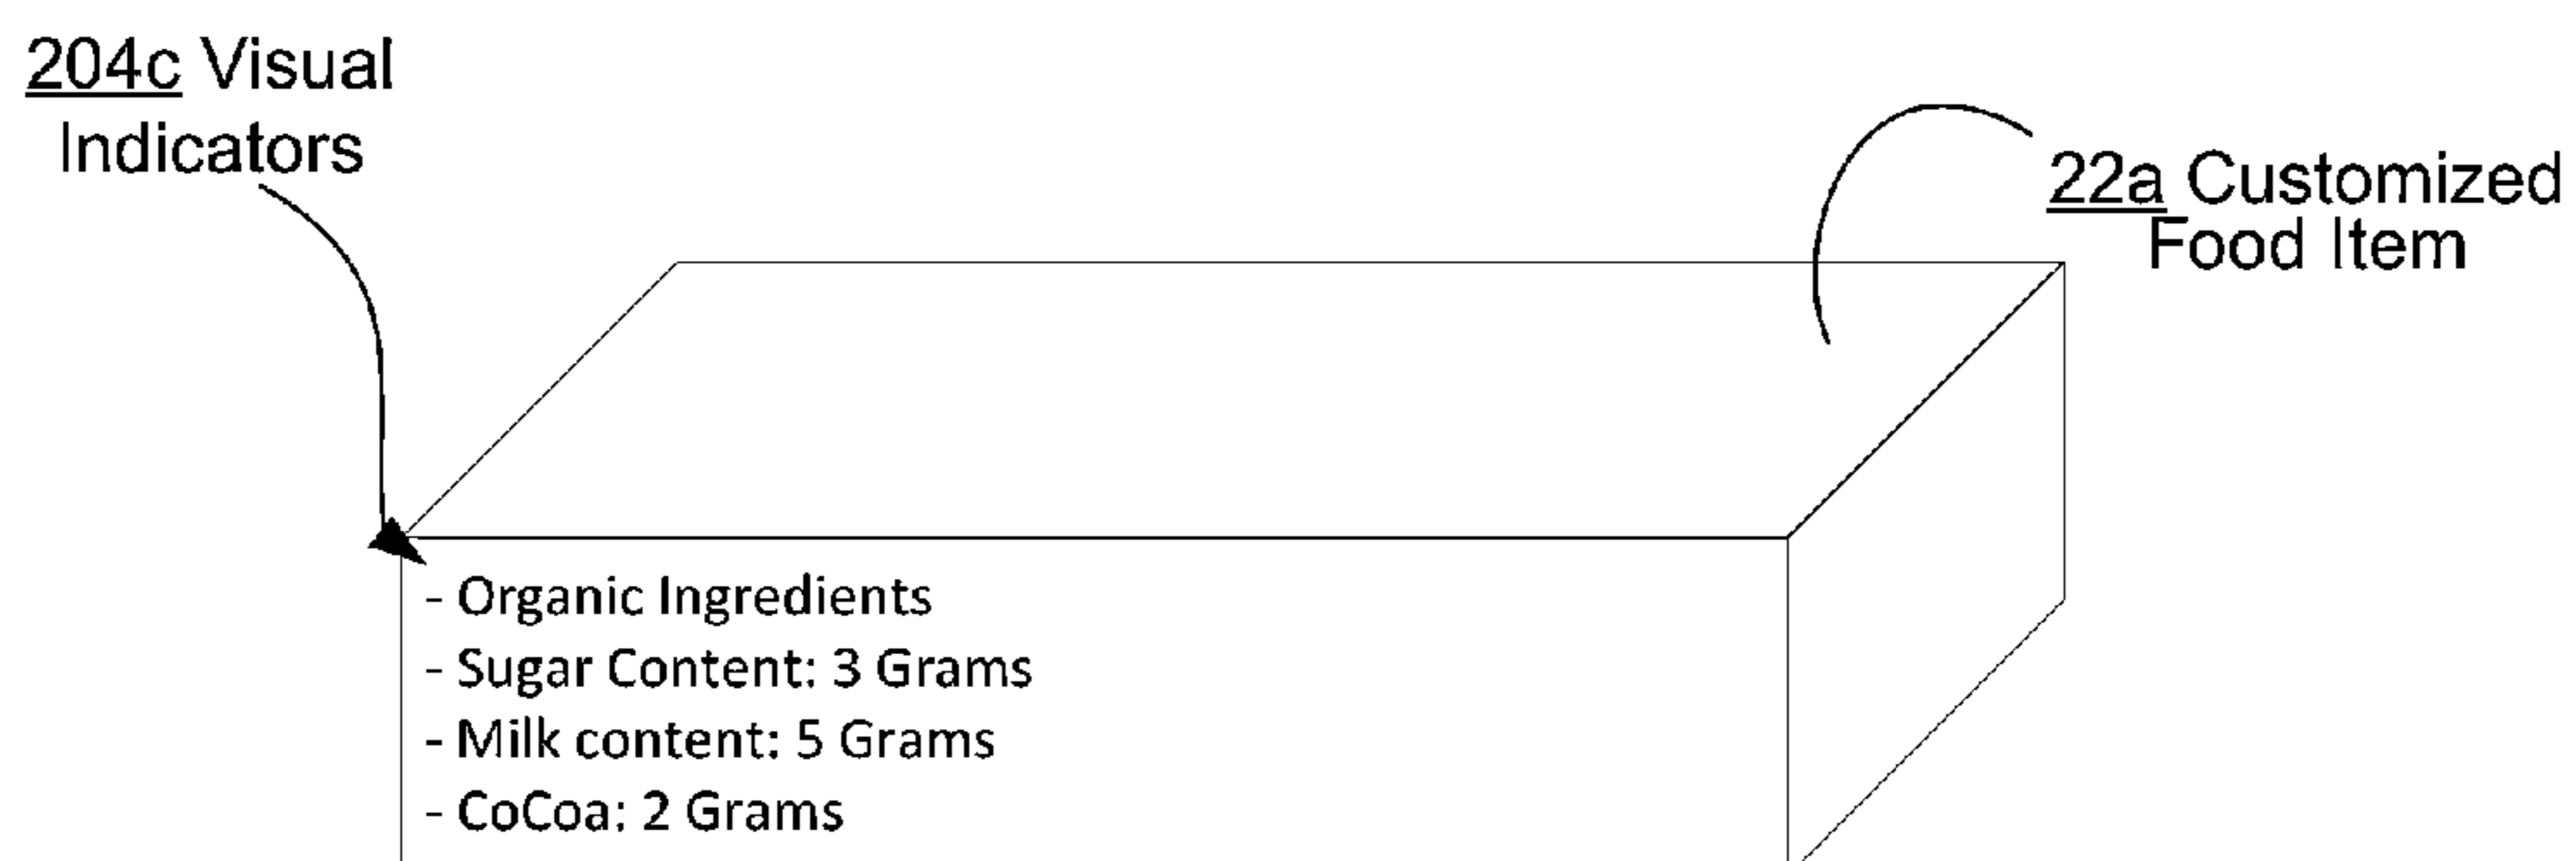 204c Visual
Indicators
22a Customized
Food Item
- Organic Ingredients
- Sugar Content: 3 Grams
- Milk content: 5 Grams
- CoCoa: 2 Grams